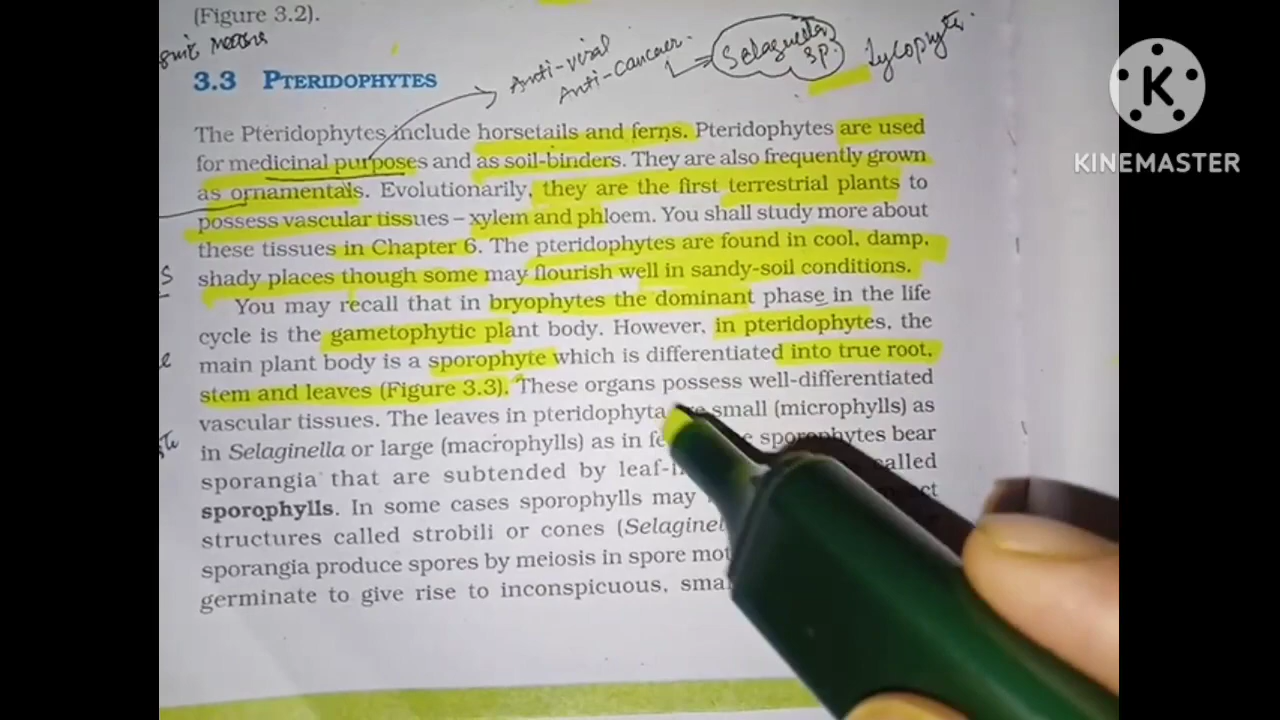 (Figure 3.2).
Anti-viral
Anti-cancer.
Selaginella
sp.
Lycophyte.
3.3 PTERIDOPHYTES
K
KINEMASTER
The Pteridophytes include horsetails and ferns. Pteridophytes are used
for medicinal purposes and as soil-binders. They are also frequently grown
as ornamentals. Evolutionarily, they are the first terrestrial plants to
possess vascular tissues – xylem and phloem. You shall study more about
these tissues in Chapter 6. The pteridophytes are found in cool, damp,
shady places though some may flourish well in sandy-soil conditions.
You may recall that in bryophytes the dominant phase in the life
cycle is the gametophytic plant body. However, in pteridophytes, the
main plant body is a sporophyte which is differentiated into true root,
stem and leaves (Figure 3.3). These organs possess well-differentiated
vascular tissues. The leaves in pteridophyta small (microphylls) as
in Selaginella or large (macrophylls) as in sporophytes bear
sporangia that are subtended by leaf- called
sporophylls. In some cases sporophylls may
structures called strobili or cones (
sporangia produce spores by meiosis in spore
germinate to give rise to inconspicuous,